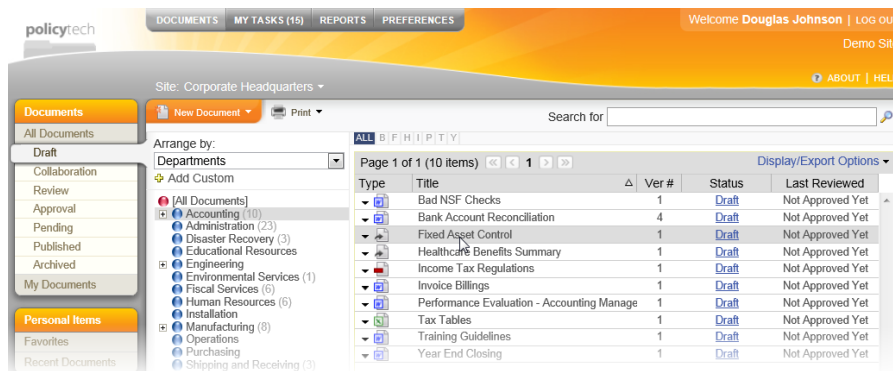 policytech
DOCUMENTS MY TASKS (15) REPORTS PREFERENCES
Welcome Douglas Johnson | LOG OU
Demo Sit
ABOUT | HEL
Site: Corporate Headquarters
Documents
All Documents
Draft
Collaboration
Review
Approval
Pending
Published
Archived
My Documents
Personal Items
Favorites
Recent Documents
New Document Print
Search for
Arrange by:
Departments
Add Custom
[All Documents]
Accounting (10)
Administration (23)
Disaster Recovery (3)
Educational Resources
Engineering
Environmental Services (1)
Fiscal Services (6)
Human Resources (6)
Installation
Manufacturing (8)
Operations
Purchasing
Shipping and Receiving (3)
ALL B F H I P T Y
Page 1 of 1 (10 items) 1 Display/Export Options
Type Title Ver # Status Last Reviewed
Bad NSF Checks 1 Draft Not Approved Yet
Bank Account Reconciliation 4 Draft Not Approved Yet
Fixed Asset Control 1 Draft Not Approved Yet
Healthcare Benefits Summary 1 Draft Not Approved Yet
Income Tax Regulations 1 Draft Not Approved Yet
Invoice Billings 1 Draft Not Approved Yet
Performance Evaluation - Accounting Manage 1 Draft Not Approved Yet
Tax Tables 1 Draft Not Approved Yet
Training Guidelines 1 Draft Not Approved Yet
Year End Closing 1 Draft Not Approved Yet